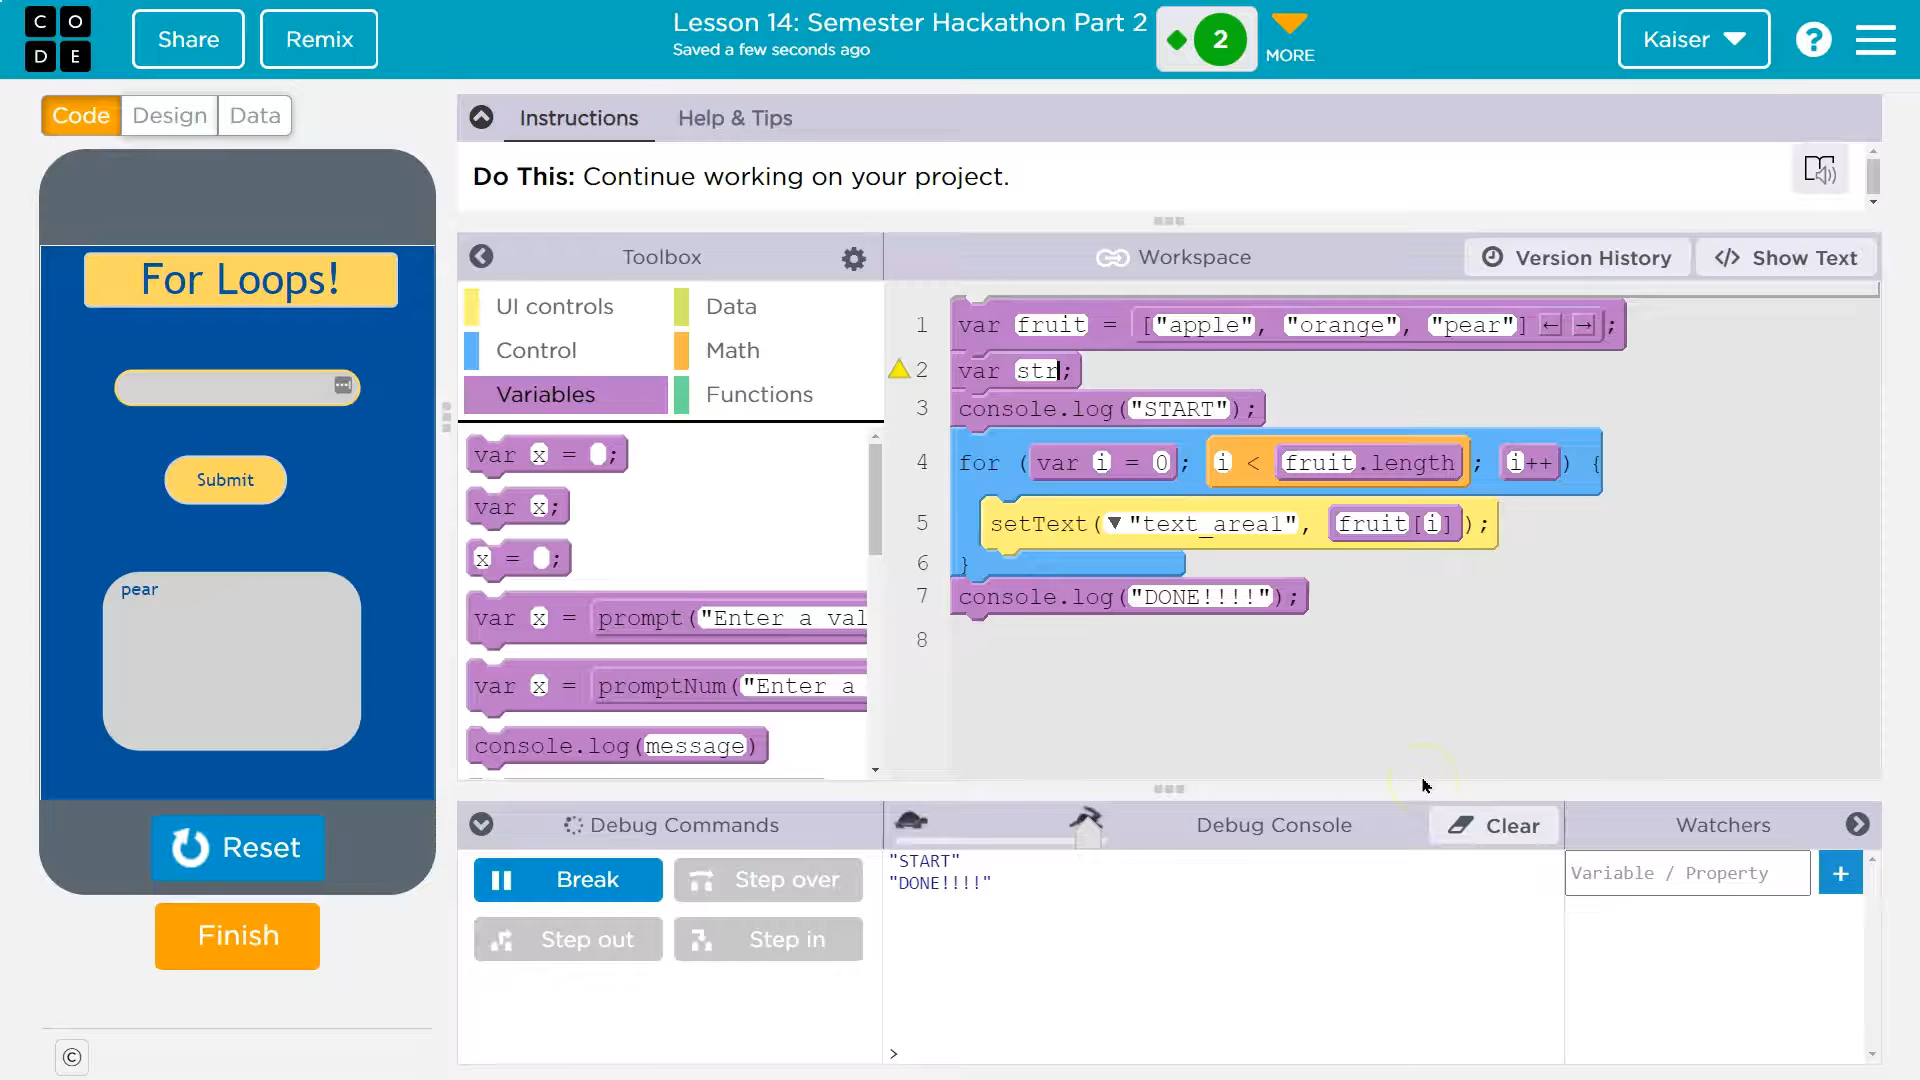 CODE
Share
Remix
Lesson 14: Semester Hackathon Part 2
Saved a few seconds ago
2
MORE
Kaiser
?
Code
Design
Data
Instructions
Help & Tips
Do This: Continue working on your project.
For Loops!
Submit
pear
Reset
Finish
©
Toolbox
UI controls
Data
Control
Math
Variables
Functions
var x = ;
var x;
x = ;
var x = prompt("Enter a val
var x = promptNum("Enter a
console.log(message)
Workspace
Version History
</> Show Text
1 var fruit = ["apple", "orange", "pear"] ← → ;
2 var str;
3 console.log("START");
4 for (var i = 0; i < fruit.length; i++) {
5 setText(▼"text_area1", fruit[i]);
6 }
7 console.log("DONE!!!!");
8
Debug Commands
Break
Step over
Step out
Step in
Debug Console
Clear
"START"
"DONE!!!!"
>
Watchers
Variable / Property
+